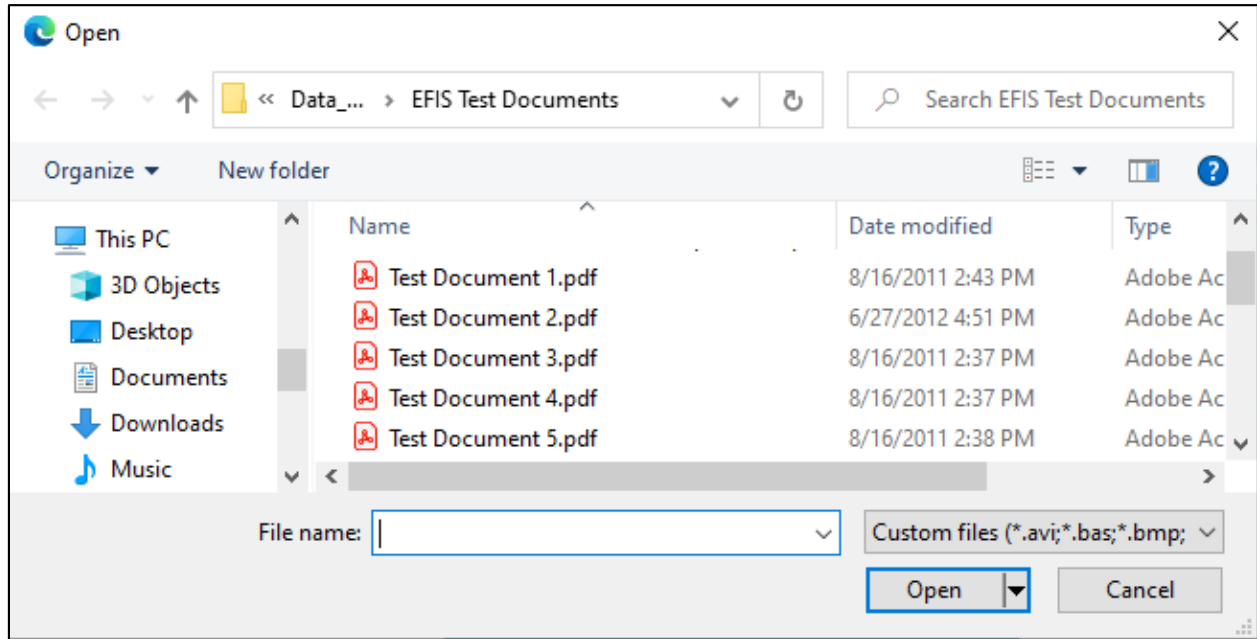 Open
« Data_... > EFIS Test Documents
Search EFIS Test Documents
Organize New folder
?
Name Date modified Type
This PC
3D Objects
Desktop
Documents
Downloads
Music
Test Document 1.pdf 8/16/2011 2:43 PM Adobe Ac
Test Document 2.pdf 6/27/2012 4:51 PM Adobe Ac
Test Document 3.pdf 8/16/2011 2:37 PM Adobe Ac
Test Document 4.pdf 8/16/2011 2:37 PM Adobe Ac
Test Document 5.pdf 8/16/2011 2:38 PM Adobe Ac
File name:
Custom files (*.avi;*.bas;*.bmp;
Open Cancel